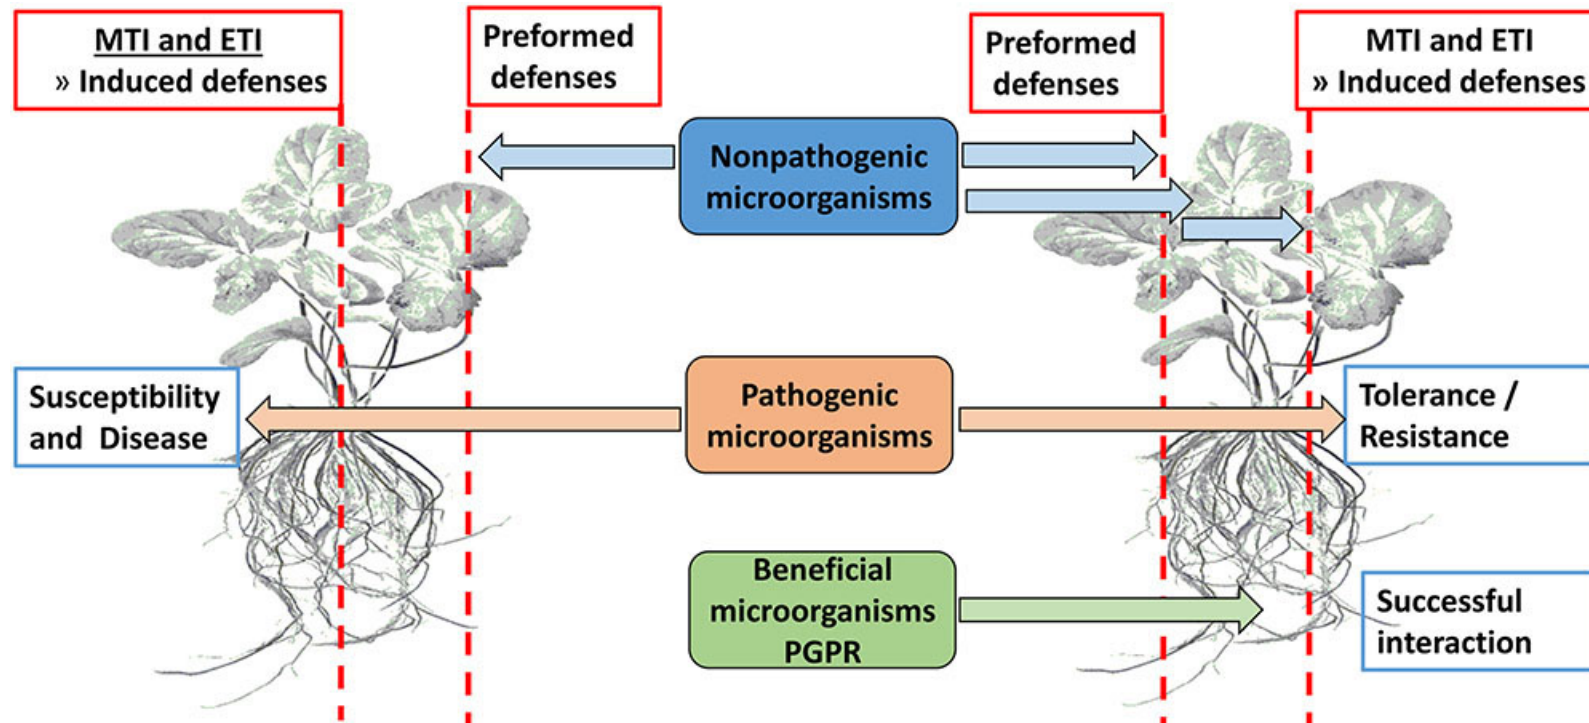 MTI and ETI
» Induced defenses
Preformed
defenses
Preformed
defenses
MTI and ETI
» Induced defenses
Nonpathogenic
microorganisms
Susceptibility
and Disease
Pathogenic
microorganisms
Tolerance /
Resistance
Beneficial
microorganisms
PGPR
Successful
interaction